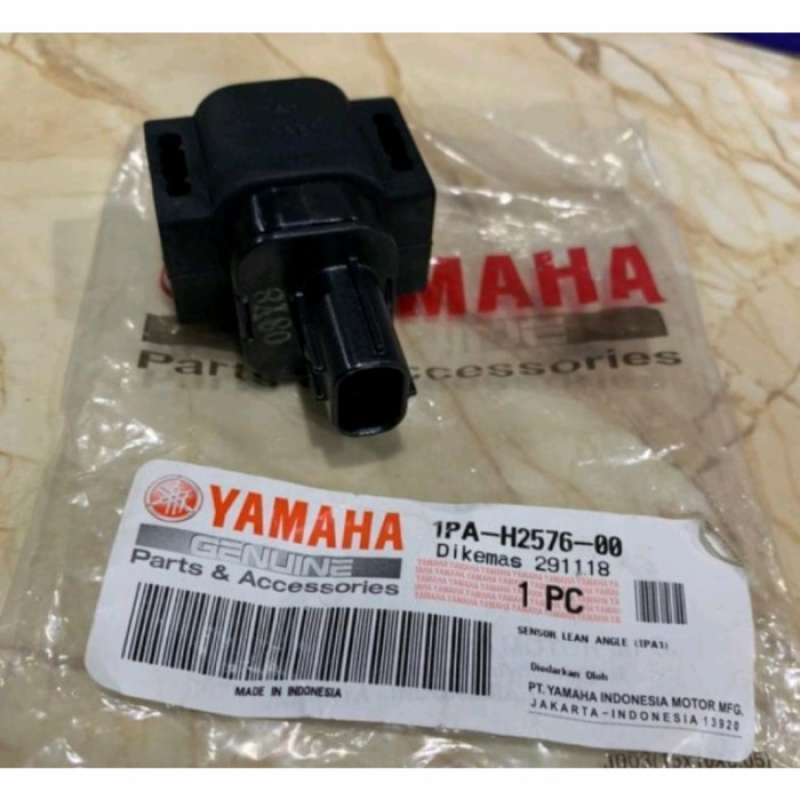 YAMAHA
Parts & Accessories
YAMAHA
GENUINE
Parts & Accessories
MADE IN INDONESIA
1PA-H2576-00
Dikemas 291118
1 PC
SENSOR LEAN ANGLE (1PA1)
Diedarkan Oleh
PT. YAMAHA INDONESIA MOTOR MFG.
JAKARTA-INDONESIA 13920